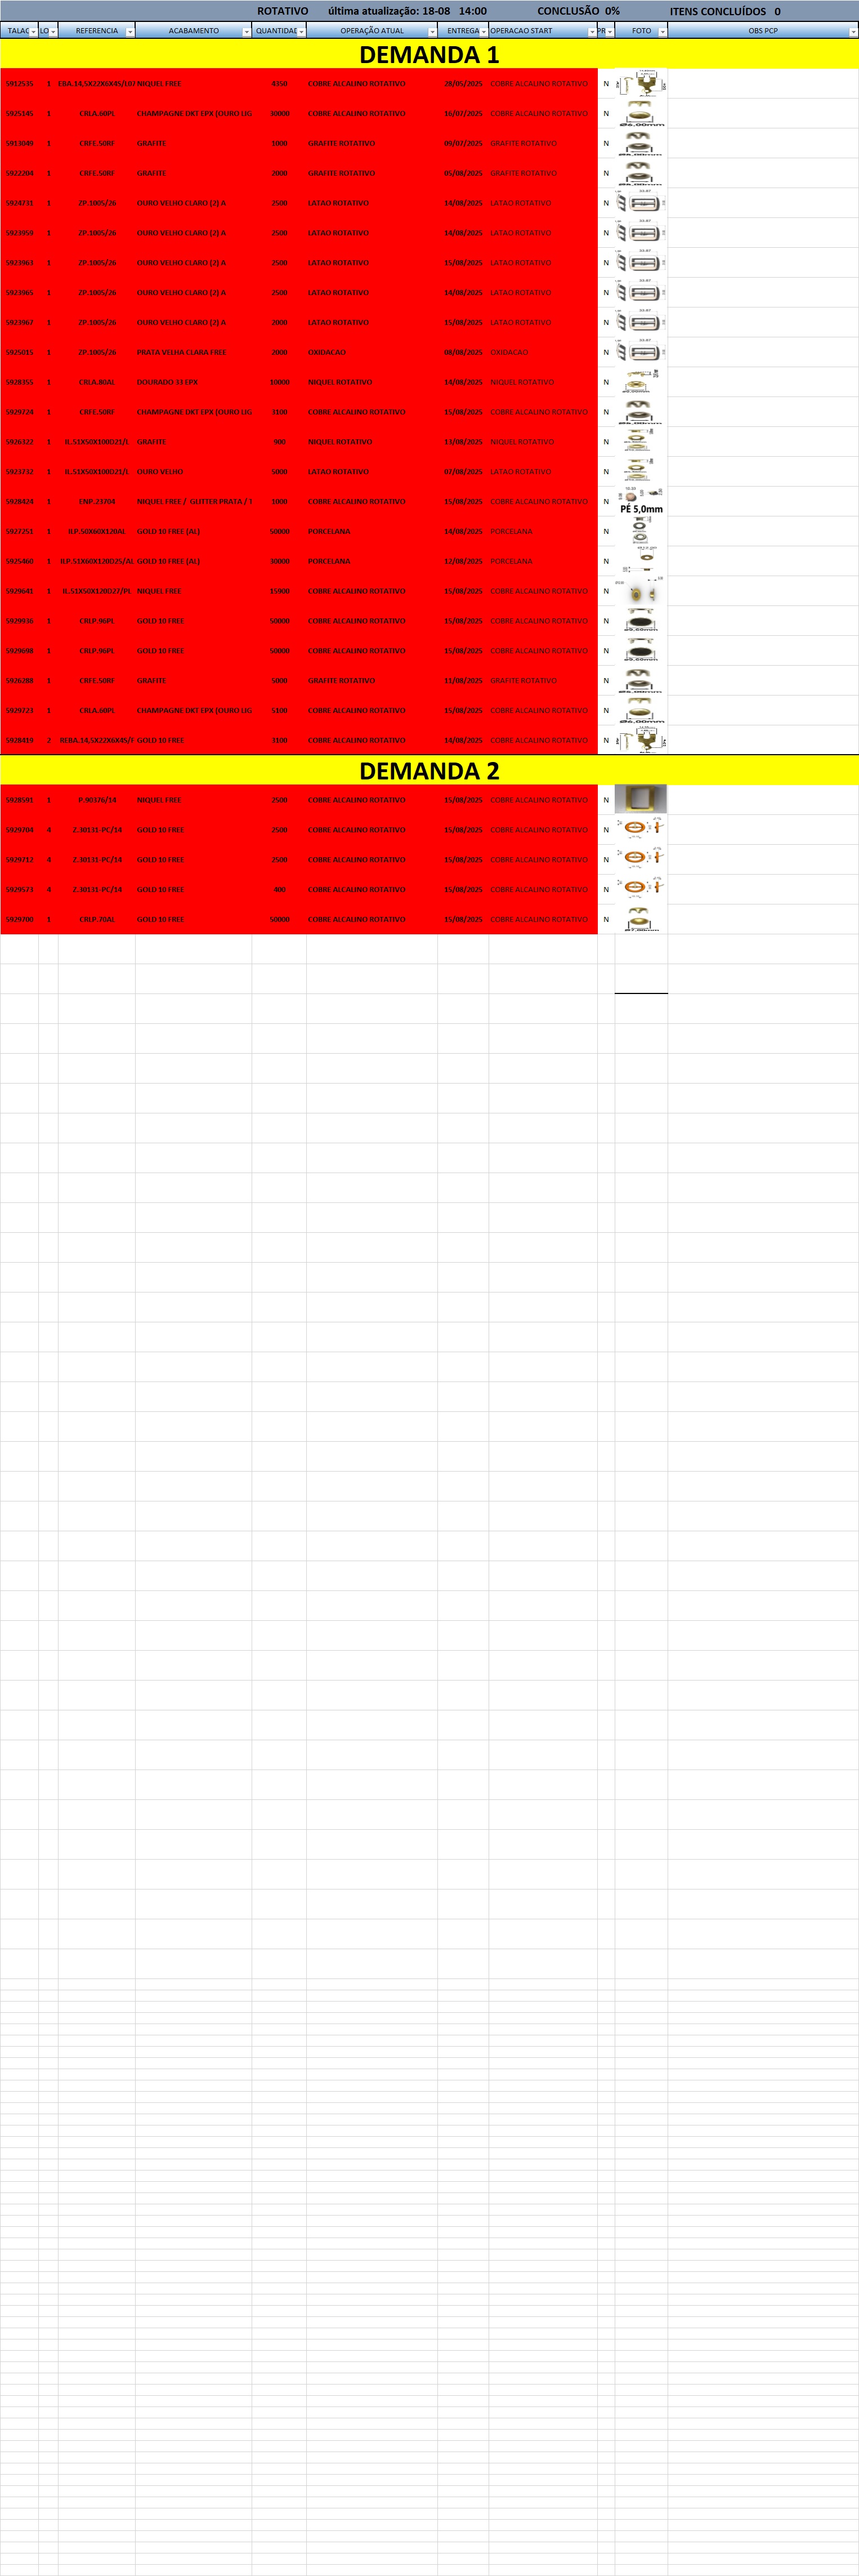 ROTATIVO última atualização: 18-08 14:00 CONCLUSÃO 0% ITENS CONCLUÍDOS 0
TALAC LO REFERENCIA ACABAMENTO QUANTIDAE OPERAÇÃO ATUAL ENTREGA OPERACAO START PR FOTO OBS PCP
DEMANDA 1
5912535 1 EBA.14,5X22X6X45/107 NIQUEL FREE 4350 COBRE ALCALINO ROTATIVO 28/05/2025 COBRE ALCALINO ROTATIVO N
5925145 1 CRLA.60PL CHAMPAGNE DKT EPX (OURO LIG 30000 COBRE ALCALINO ROTATIVO 16/07/2025 COBRE ALCALINO ROTATIVO N
5913049 1 CRFE.50RF GRAFITE 1000 GRAFITE ROTATIVO 09/07/2025 GRAFITE ROTATIVO N
5922204 1 CRFE.50RF GRAFITE 2000 GRAFITE ROTATIVO 05/08/2025 GRAFITE ROTATIVO N
5924731 1 ZP.1005/26 OURO VELHO CLARO (2) A 2500 LATAO ROTATIVO 14/08/2025 LATAO ROTATIVO N
5923959 1 ZP.1005/26 OURO VELHO CLARO (2) A 2500 LATAO ROTATIVO 14/08/2025 LATAO ROTATIVO N
5923963 1 ZP.1005/26 OURO VELHO CLARO (2) A 2500 LATAO ROTATIVO 15/08/2025 LATAO ROTATIVO N
5923965 1 ZP.1005/26 OURO VELHO CLARO (2) A 2500 LATAO ROTATIVO 14/08/2025 LATAO ROTATIVO N
5923967 1 ZP.1005/26 OURO VELHO CLARO (2) A 2000 LATAO ROTATIVO 15/08/2025 LATAO ROTATIVO N
5925015 1 ZP.1005/26 PRATA VELHA CLARA FREE 2000 OXIDACAO 08/08/2025 OXIDACAO N
5928355 1 CRLA.80AL DOURADO 33 EPX 10000 NIQUEL ROTATIVO 14/08/2025 NIQUEL ROTATIVO N
5929724 1 CRFE.50RF CHAMPAGNE DKT EPX (OURO LIG 3100 COBRE ALCALINO ROTATIVO 15/08/2025 COBRE ALCALINO ROTATIVO N
5926322 1 IL.51X50X100D21/L GRAFITE 900 NIQUEL ROTATIVO 13/08/2025 NIQUEL ROTATIVO N
5923732 1 IL.51X50X100D21/L OURO VELHO 5000 LATAO ROTATIVO 07/08/2025 LATAO ROTATIVO N
5928424 1 ENP.23704 NIQUEL FREE / GLITTER PRATA / T 1000 COBRE ALCALINO ROTATIVO 15/08/2025 COBRE ALCALINO ROTATIVO N PÉ 5,0mm
5927251 1 ILP.50X60X120AL GOLD 10 FREE (AL) 50000 PORCELANA 14/08/2025 PORCELANA N
5925460 1 ILP.51X60X120D25/AL GOLD 10 FREE (AL) 30000 PORCELANA 12/08/2025 PORCELANA N
5929641 1 IL.51X50X120D27/PL NIQUEL FREE 15900 COBRE ALCALINO ROTATIVO 15/08/2025 COBRE ALCALINO ROTATIVO N
5929936 1 CRLP.96PL GOLD 10 FREE 50000 COBRE ALCALINO ROTATIVO 15/08/2025 COBRE ALCALINO ROTATIVO N
5929698 1 CRLP.96PL GOLD 10 FREE 50000 COBRE ALCALINO ROTATIVO 15/08/2025 COBRE ALCALINO ROTATIVO N
5926288 1 CRFE.50RF GRAFITE 5000 GRAFITE ROTATIVO 11/08/2025 GRAFITE ROTATIVO N
5929723 1 CRLA.60PL CHAMPAGNE DKT EPX (OURO LIG 5100 COBRE ALCALINO ROTATIVO 15/08/2025 COBRE ALCALINO ROTATIVO N
5928419 2 REBA.14,5X22X6X45/F GOLD 10 FREE 3100 COBRE ALCALINO ROTATIVO 14/08/2025 COBRE ALCALINO ROTATIVO N
DEMANDA 2
5928591 1 P.90376/14 NIQUEL FREE 2500 COBRE ALCALINO ROTATIVO 15/08/2025 COBRE ALCALINO ROTATIVO N
5929704 4 Z.30131-PC/14 GOLD 10 FREE 2500 COBRE ALCALINO ROTATIVO 15/08/2025 COBRE ALCALINO ROTATIVO N
5929712 4 Z.30131-PC/14 GOLD 10 FREE 2500 COBRE ALCALINO ROTATIVO 15/08/2025 COBRE ALCALINO ROTATIVO N
5929573 4 Z.30131-PC/14 GOLD 10 FREE 400 COBRE ALCALINO ROTATIVO 15/08/2025 COBRE ALCALINO ROTATIVO N
5929700 1 CRLP.70AL GOLD 10 FREE 50000 COBRE ALCALINO ROTATIVO 15/08/2025 COBRE ALCALINO ROTATIVO N